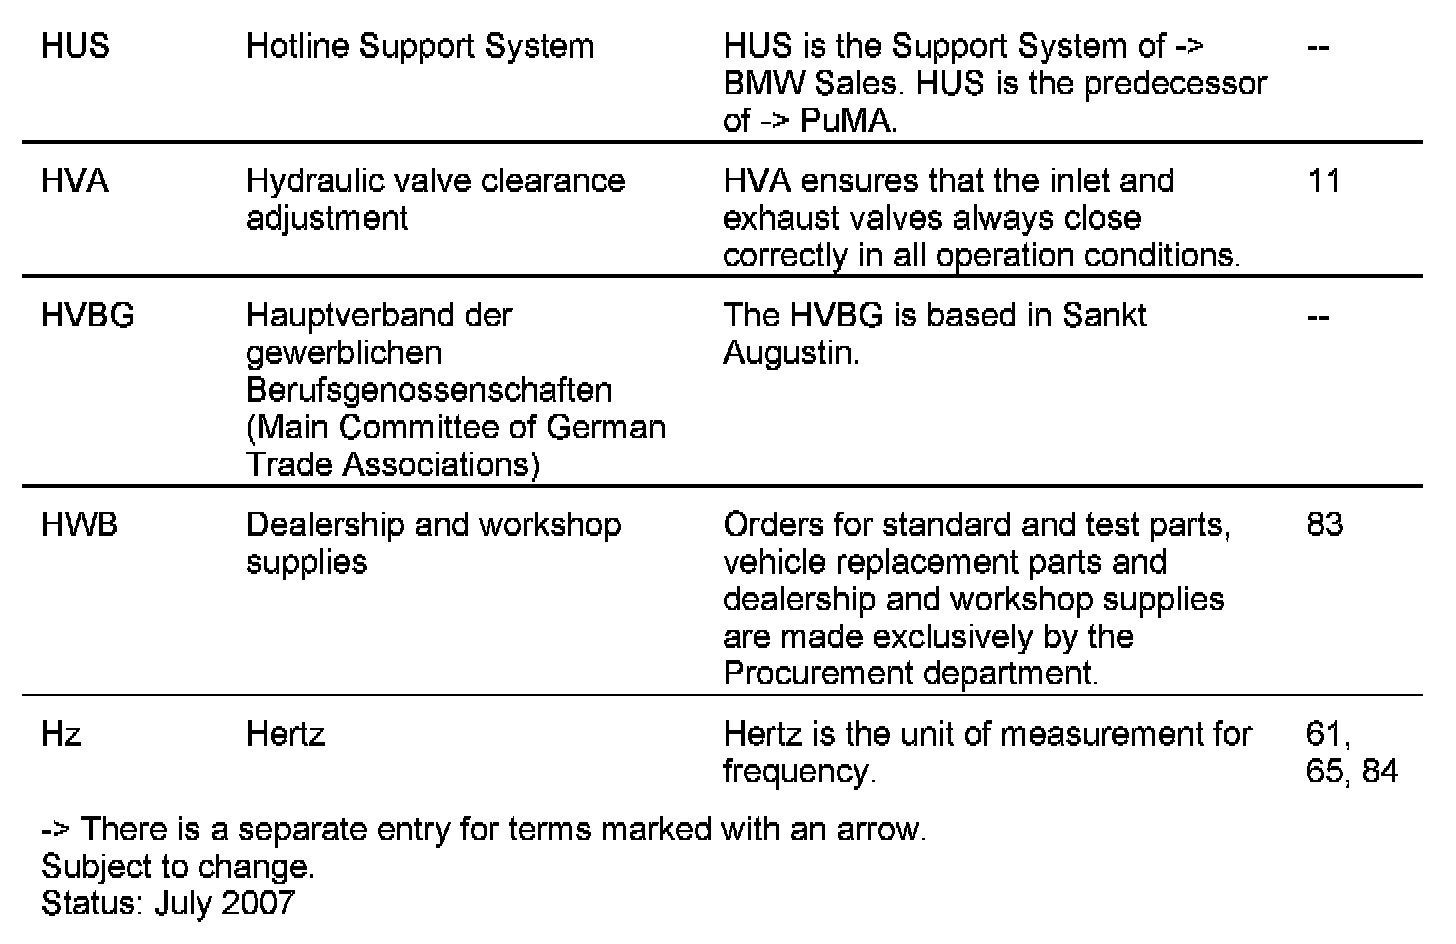 HUS Hotline Support System HUS is the Support System of -> --
BMW Sales. HUS is the predecessor
of -> PuMA.
HVA Hydraulic valve clearance HVA ensures that the inlet and 11
adjustment exhaust valves always close
correctly in all operation conditions.
HVBG Hauptverband der The HVBG is based in Sankt --
gewerblichen Augustin.
Berufsgenossenschaften
(Main Committee of German
Trade Associations)
HWB Dealership and workshop Orders for standard and test parts, 83
supplies vehicle replacement parts and
dealership and workshop supplies
are made exclusively by the
Procurement department.
Hz Hertz Hertz is the unit of measurement for 61,
frequency. 65, 84
-> There is a separate entry for terms marked with an arrow.
Subject to change.
Status: July 2007